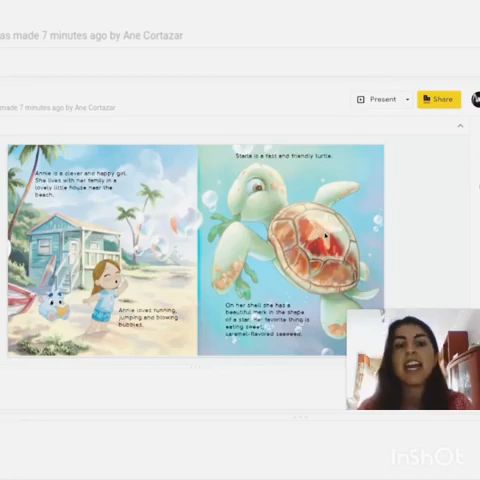 as made 7 minutes ago by Ane Cortazar
made 7 minutes ago by Ane Cortazar
Present
Share
Annie is a clever and happy girl.
She lives with her family in a
lovely little house near the
beach.
Annie loves running,
jumping and blowing
bubbles.
is a fast and friendly turtle.
On her shell she has a
beautiful mark in the shape
of a star. Her favorite thing is
eating sweet,
caramel-flavored seaweed.
InShOt